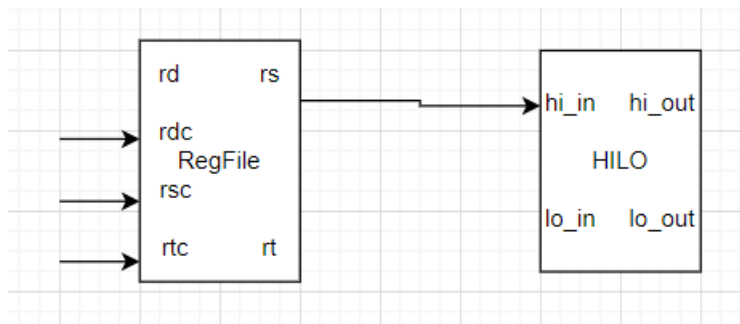 rd rs
rdc
RegFile
rsc
rtc rt
hi_in hi_out
HILO
lo_in lo_out